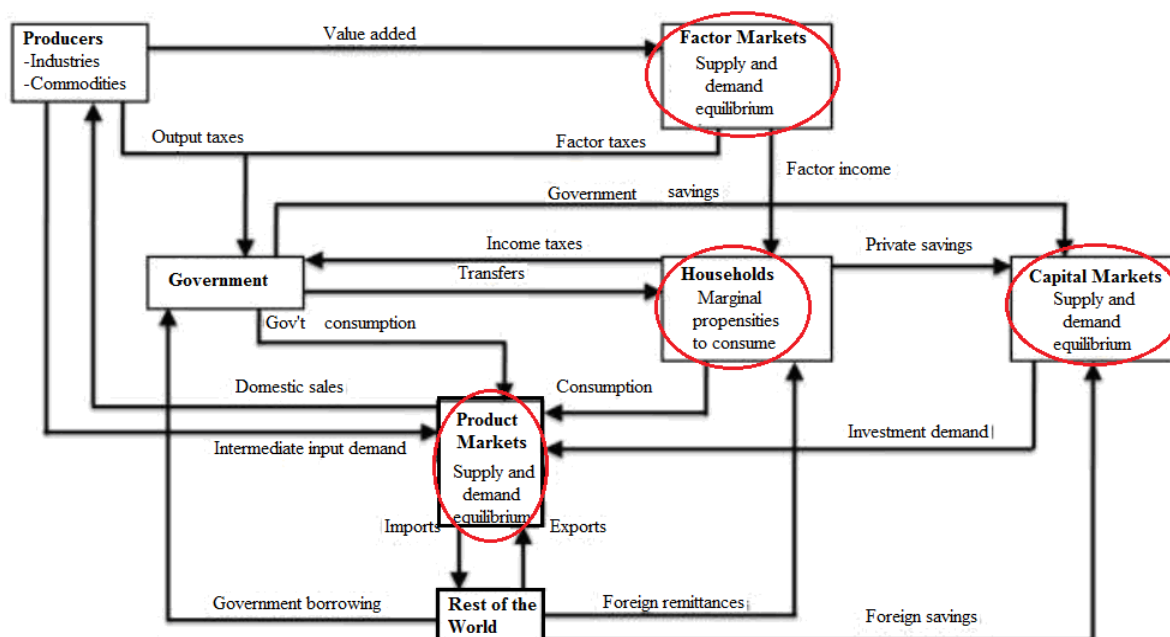 Producers
-Industries
-Commodities
Value added
Factor Markets
Supply and
demand
equilibrium
Output taxes
Factor taxes
Factor income
Government savings
Income taxes
Private savings
Government
Transfers
Households
Marginal
propensities
to consume
Capital Markets
Supply and
demand
equilibrium
Gov't consumption
Domestic sales
Consumption
Product
Markets
Supply and
demand
equilibrium
Intermediate input demand
Investment demand
Imports
Exports
Government borrowing
Rest of the
World
Foreign remittances
Foreign savings